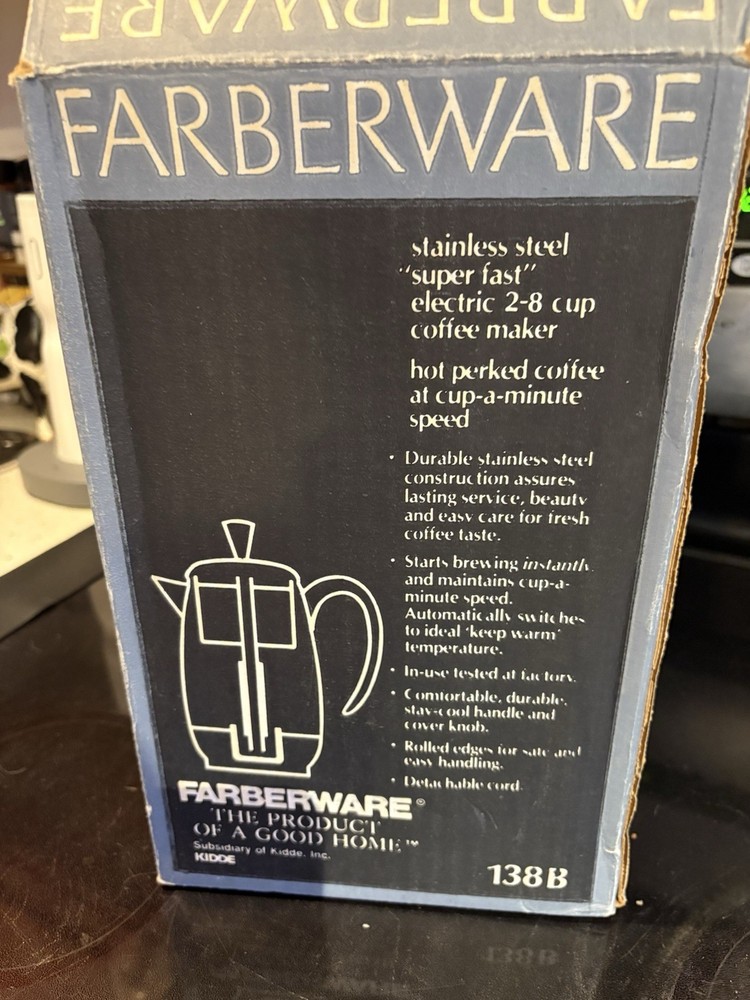 FARBERWARE
FARBERWARE
stainless steel
"super fast"
electric 2-8 cup
coffee maker
hot perked coffee
at cup-a-minute
speed
• Durable stainless steel
construction assures
lasting service, beauty
and easy care for fresh
coffee taste.
• Starts brewing instantly
and maintains cup-a-
minute speed.
Automatically switches
to ideal 'keep warm'
temperature.
• In-use tested at factory.
• Comfortable, durable,
stay-cool handle and
cover knob.
• Rolled edges for safe and
easy handling.
• Detachable cord.
FARBERWARE®
THE PRODUCT
OF A GOOD HOME™
Subsidiary of Kidde, Inc.
KIDDE
138B